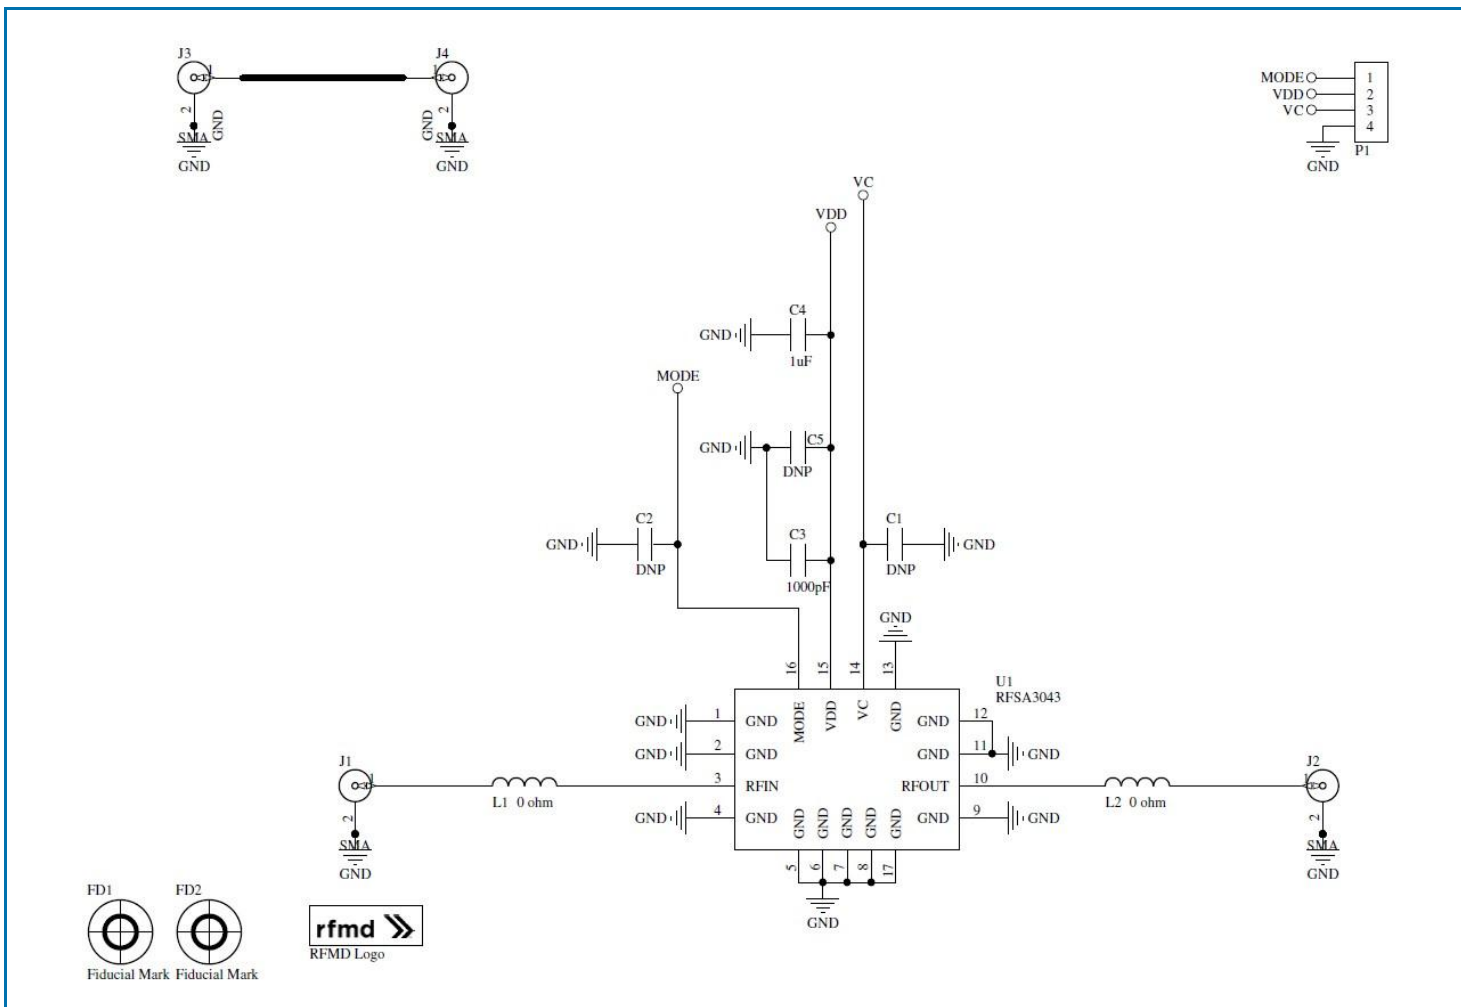 J3
1
2
GND
SMA
GND
J4
1
2
GND
SMA
GND
MODE
VDD
VC
1
2
3
4
P1
GND
VC
VDD
C4
GND
1uF
MODE
C5
GND
DNP
C2
GND
DNP
C3
1000pF
C1
GND
DNP
GND
16
15
14
13
U1
RFSA3043
MODE
VDD
VC
GND
GND 1 GND
GND 2 GND
3 RFIN
GND 4 GND
GND 12
GND 11 GND
RFOUT 10
GND 9 GND
GND
GND
GND
GND
GND
5
6
7
8
17
GND
J1
1
2
SMA
GND
L1 0 ohm
L2 0 ohm
J2
1
2
SMA
GND
FD1
Fiducial Mark
FD2
Fiducial Mark
rfmd
RFMD Logo